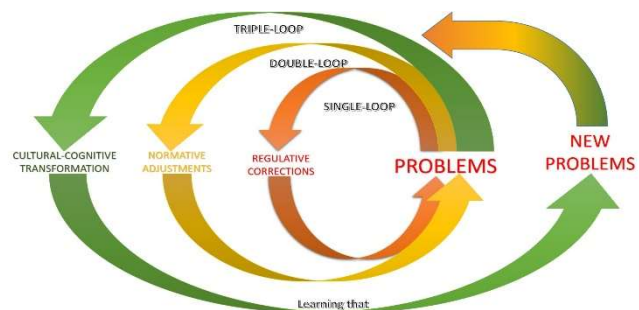 TRIPLE-LOOP
DOUBLE-LOOP
SINGLE-LOOP
CULTURAL-COGNITIVE
TRANSFORMATION
NORMATIVE
ADJUSTMENTS
REGULATIVE
CORRECTIONS
PROBLEMS
NEW
PROBLEMS
Learning that